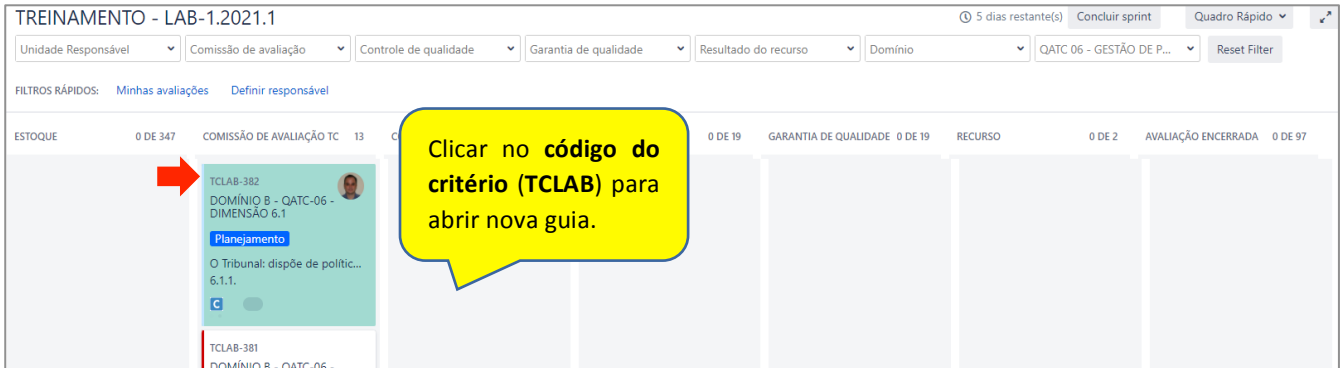 TREINAMENTO - LAB-1.2021.1
5 dias restante(s) Concluir sprint Quadro Rápido
Unidade Responsável Comissão de avaliação Controle de qualidade Garantia de qualidade Resultado do recurso Domínio QATC 06 - GESTÃO DE P... Reset Filter
FILTROS RÁPIDOS: Minhas avaliações Definir responsável
ESTOQUE 0 DE 347 COMISSÃO DE AVALIAÇÃO TC 13 0 DE 19 GARANTIA DE QUALIDADE 0 DE 19 RECURSO 0 DE 2 AVALIAÇÃO ENCERRADA 0 DE 97
Clicar no código do
critério (TCLAB) para
abrir nova guia.
TCLAB-382
DOMÍNIO B - QATC-06 -
DIMENSÃO 6.1
Planejamento
O Tribunal: dispõe de polític...
6.1.1.
C
TCLAB-381
DOMÍNIO B - QATC-06 -